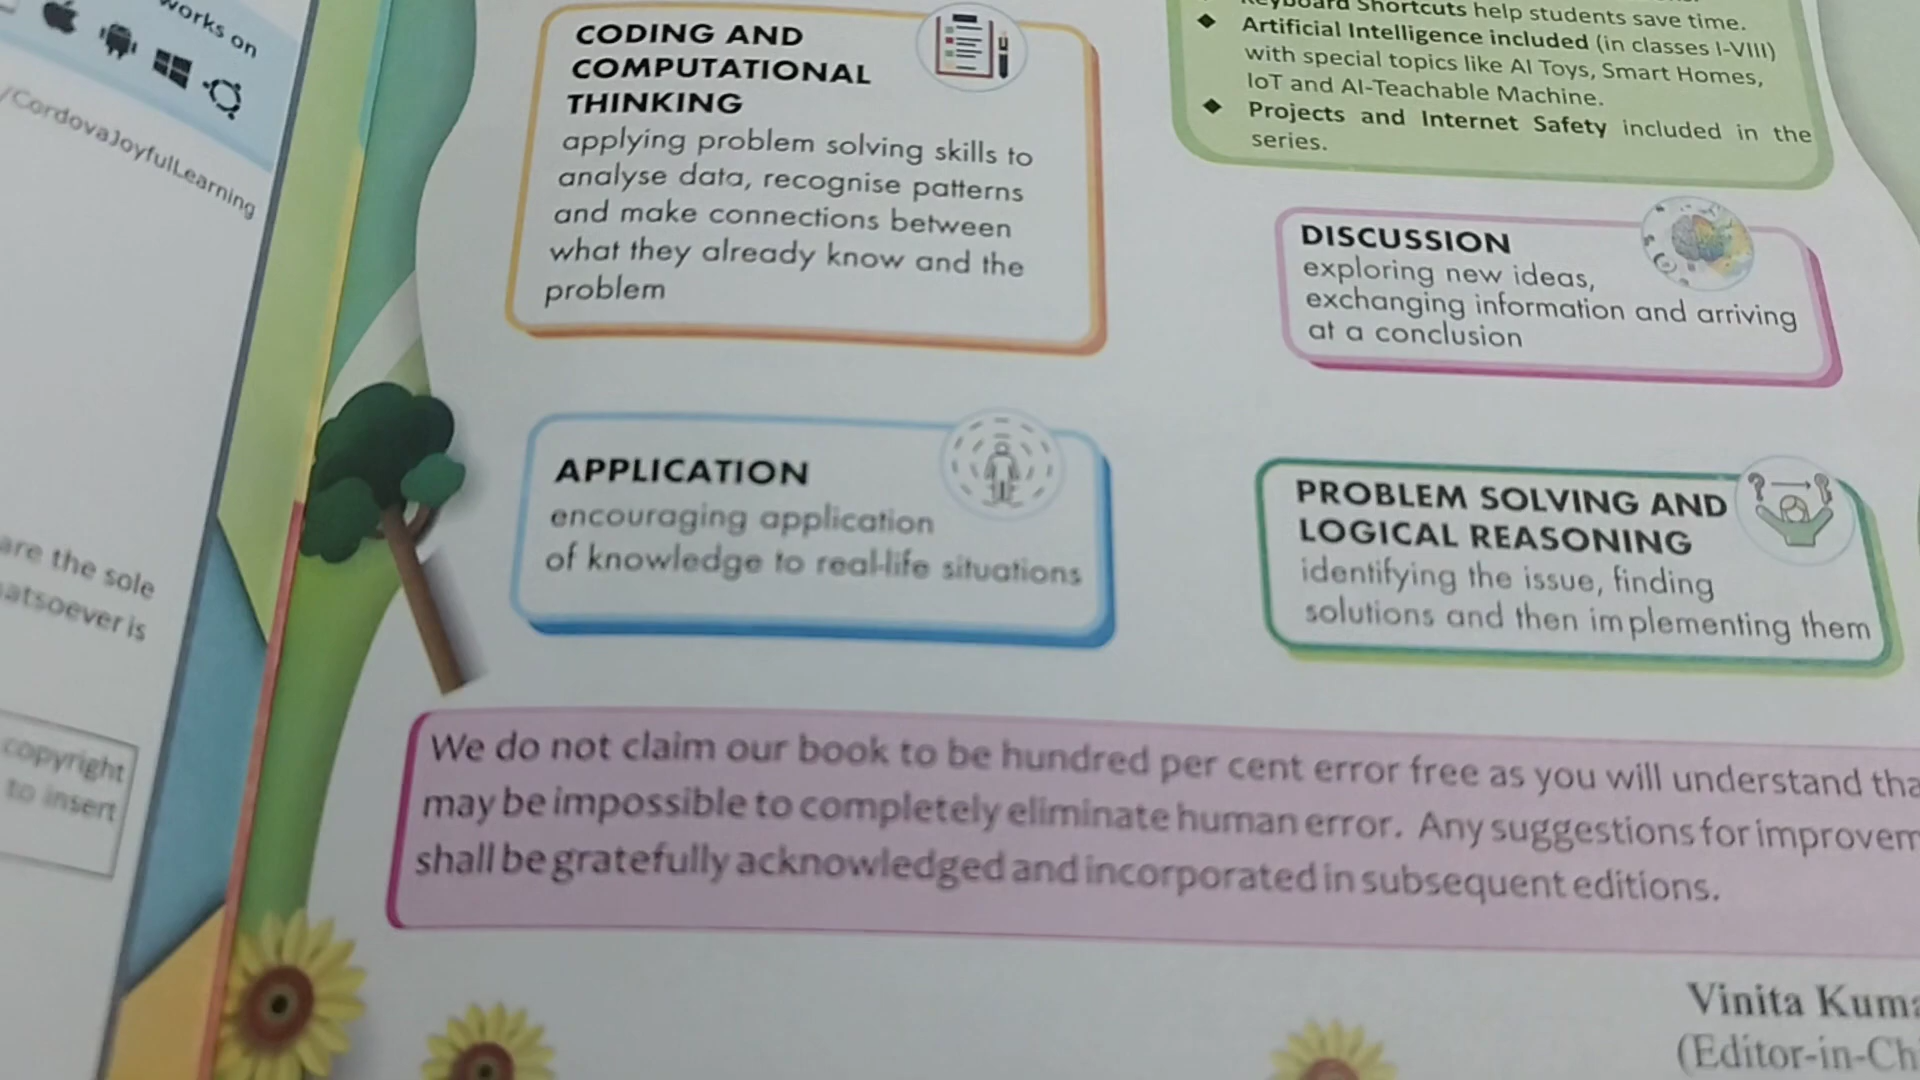 works on
/CordovaJoyfulLearning
are the sole
atsoever is
copyright
to insert
CODING AND
COMPUTATIONAL
THINKING
applying problem solving skills to
analyse data, recognise patterns
and make connections between
what they already know and the
problem
Keyboard Shortcuts help students save time.
◆ Artificial Intelligence included (in classes I-VIII)
with special topics like AI Toys, Smart Homes,
IoT and AI-Teachable Machine.
◆ Projects and Internet Safety included in the
series.
DISCUSSION
exploring new ideas,
exchanging information and arriving
at a conclusion
APPLICATION
encouraging application
of knowledge to real-life situations
PROBLEM SOLVING AND
LOGICAL REASONING
identifying the issue, finding
solutions and then implementing them
We do not claim our book to be hundred per cent error free as you will understand tha
may be impossible to completely eliminate human error. Any suggestions for improvem
shall be gratefully acknowledged and incorporated in subsequent editions.
Vinita Kuma
(Editor-in-Ch